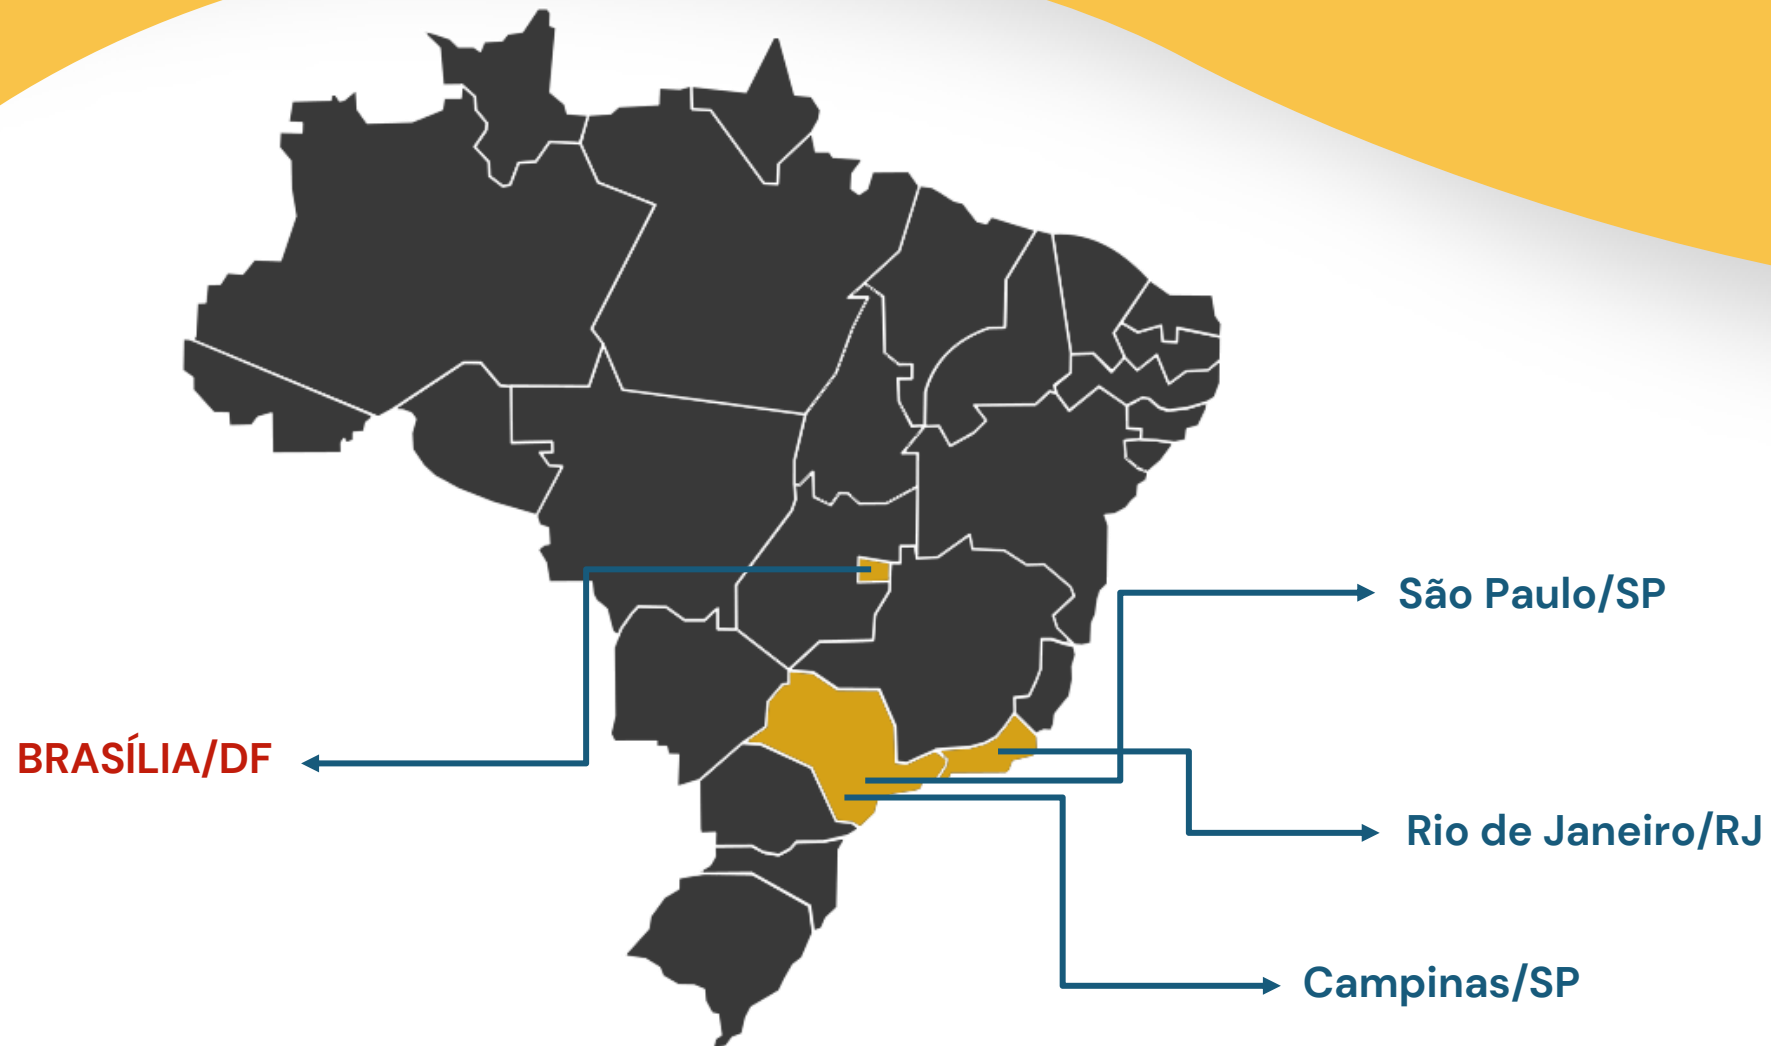 São Paulo/SP
BRASÍLIA/DF
Rio de Janeiro/RJ
Campinas/SP